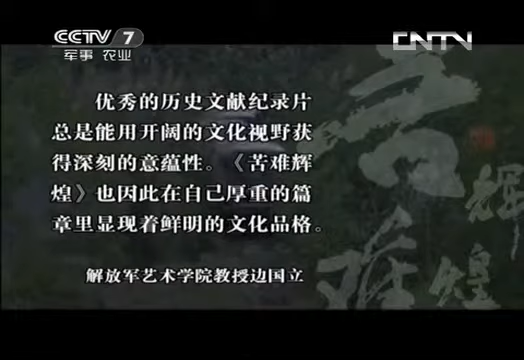 CCTV 7
军事 农业
CNTV
优秀的历史文献纪录片
总是能用开阔的文化视野获
得深刻的意蕴性。《苦难辉
煌》也因此在自己厚重的篇
章里显现着鲜明的文化品格。
解放军艺术学院教授边国立
苦难
辉煌